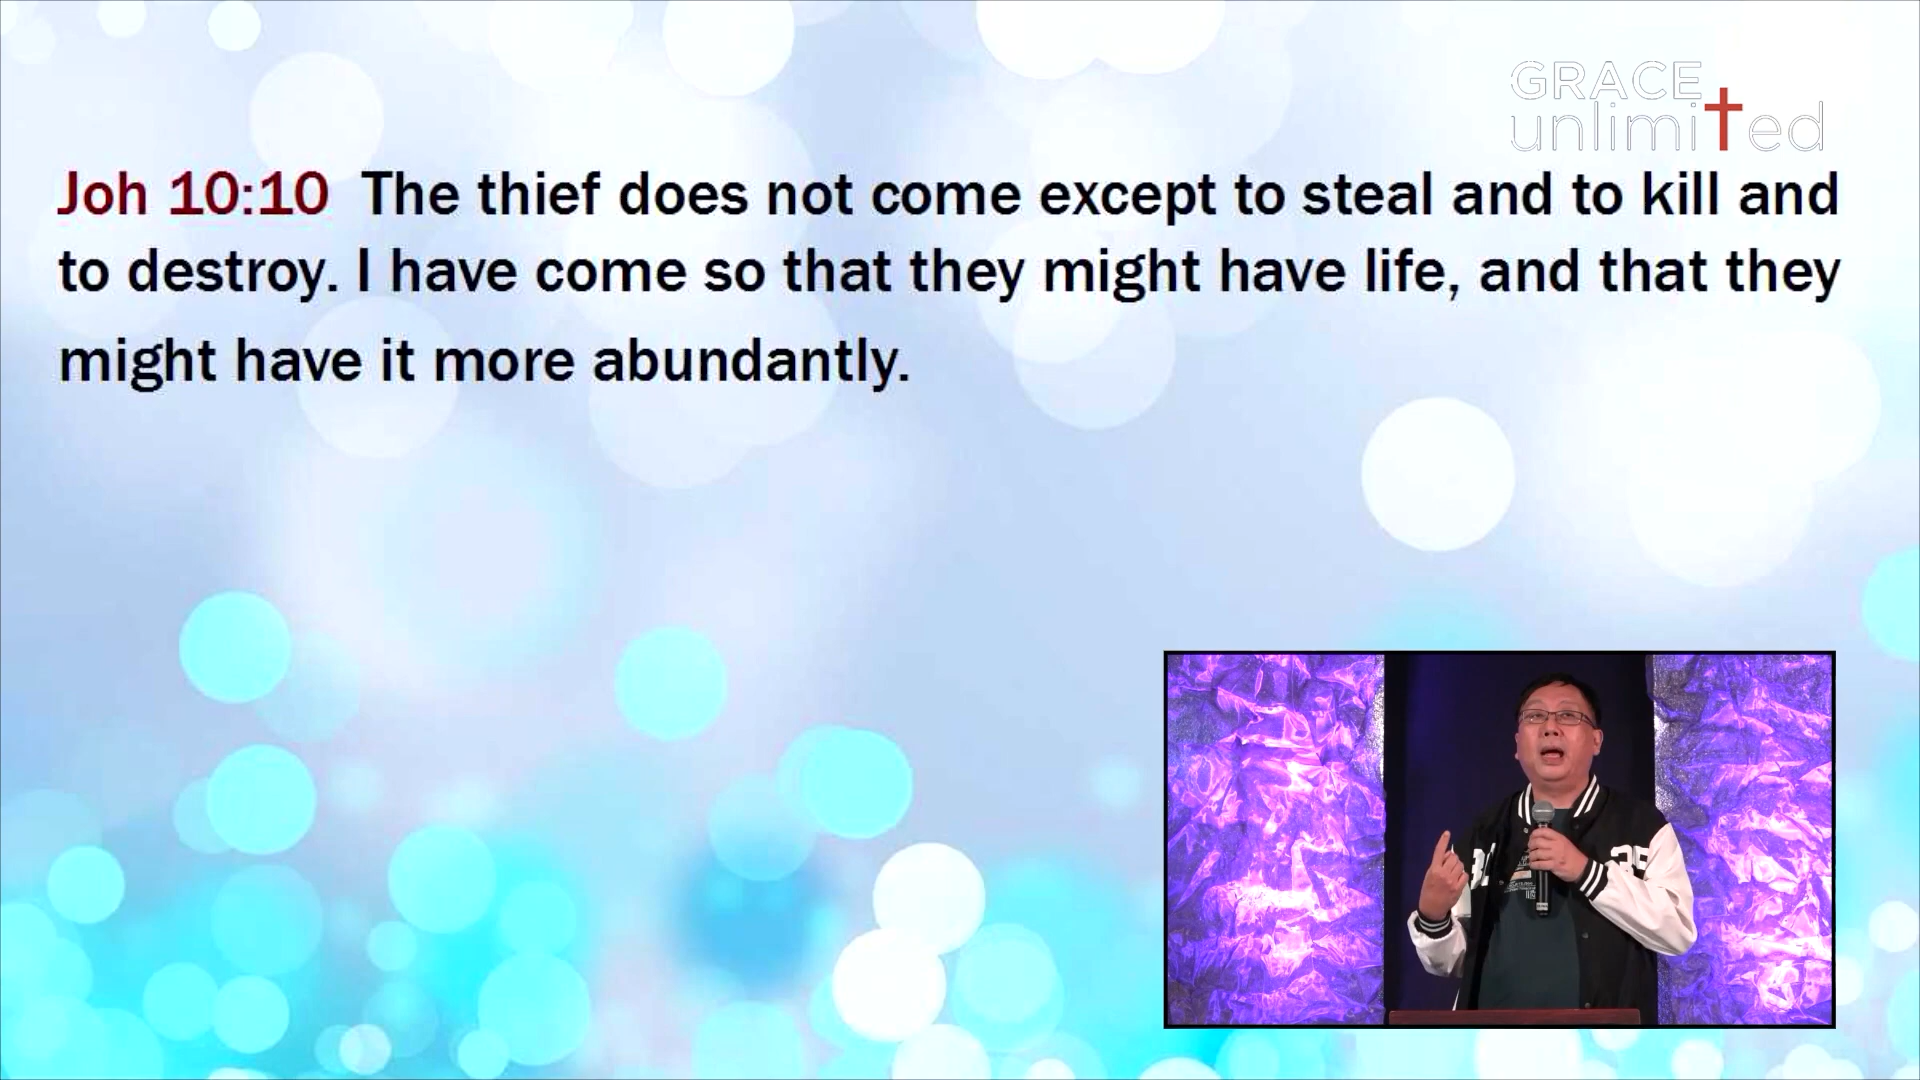 GRACE
unlimited
Joh 10:10 The thief does not come except to steal and to kill and
to destroy. I have come so that they might have life, and that they
might have it more abundantly.
35